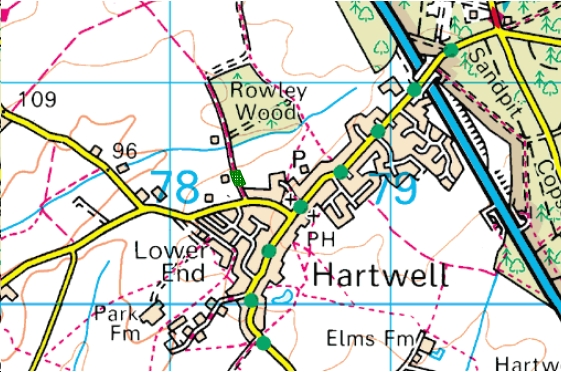 109
Rowley
Wood
Sandpit
96
P
78
79
PH
Lower
End
Hartwell
Park
Fm
Elms Fm
Cops
Hartw